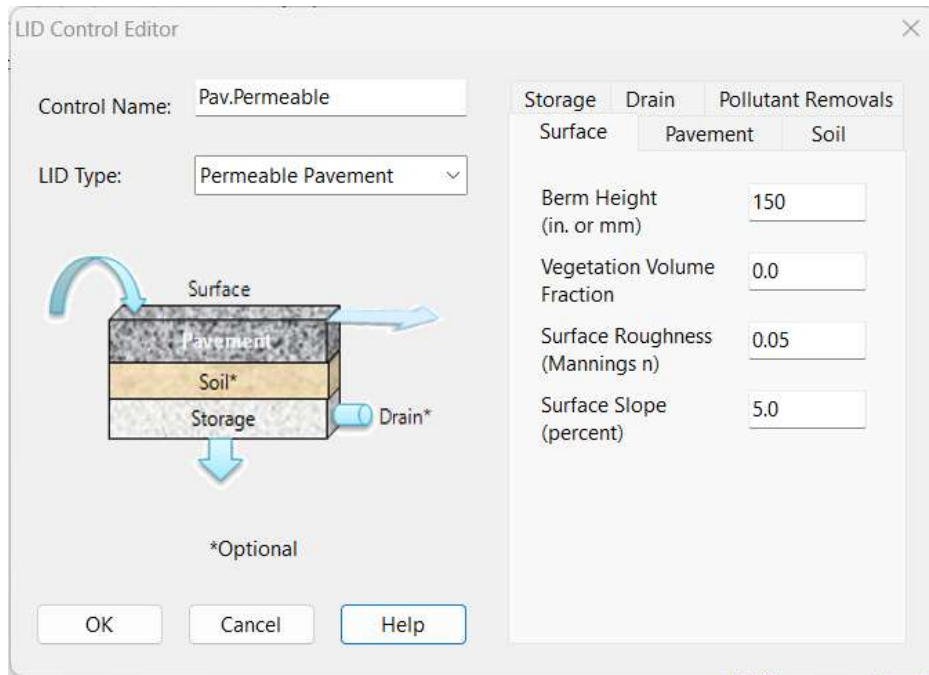 LID Control Editor
Control Name:
Pav.Permeable
LID Type:
Permeable Pavement
Surface
Pavement
Soil*
Storage
Drain*
*Optional
OK
Cancel
Help
Storage
Drain
Pollutant Removals
Surface
Pavement
Soil
Berm Height
(in. or mm)
150
Vegetation Volume
Fraction
0.0
Surface Roughness
(Mannings n)
0.05
Surface Slope
(percent)
5.0